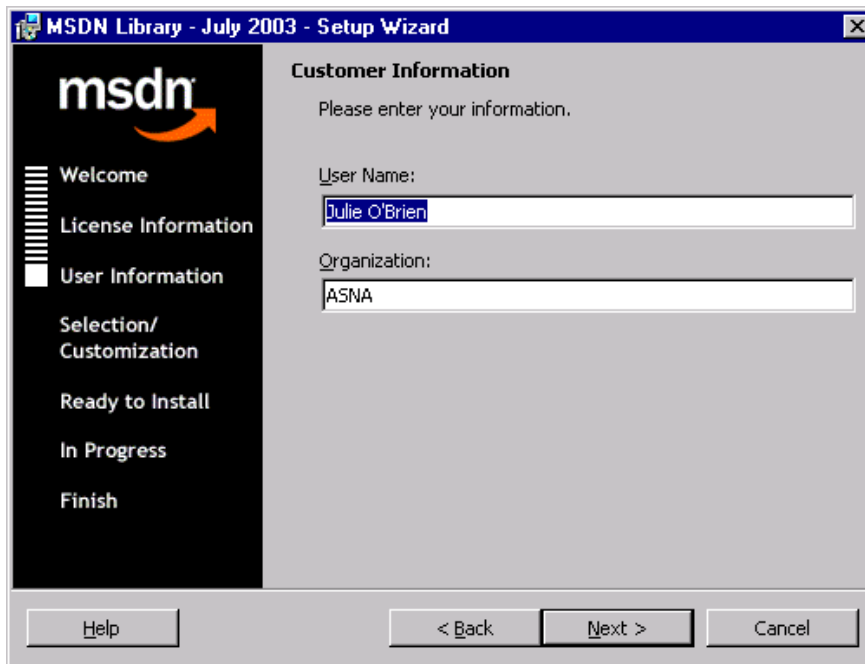 MSDN Library - July 2003 - Setup Wizard
msdn
Welcome
License Information
User Information
Selection/
Customization
Ready to Install
In Progress
Finish
Customer Information
Please enter your information.
User Name:
Julie O'Brien
Organization:
ASNA
Help
< Back
Next >
Cancel